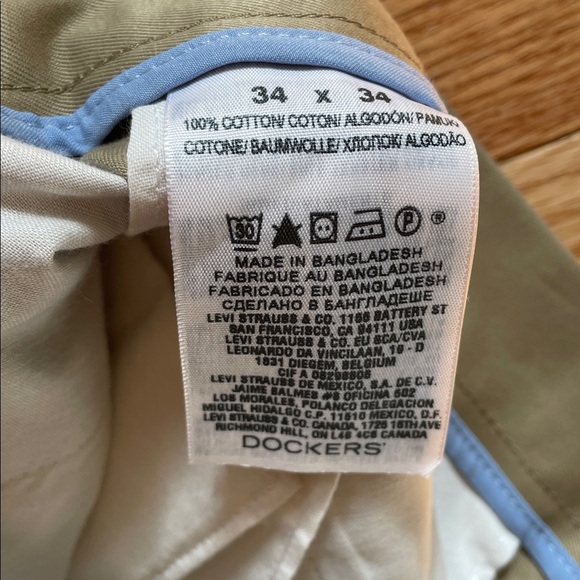 34 x 34
100% COTTON/ COTON/ ALGODÓN/ PAMUK/
COTONE/ BAUMWOLLE/ ХЛОПОК/ ALGODÃO
30 P ®
MADE IN BANGLADESH
FABRIQUE AU BANGLADESH
FABRICADO EN BANGLADESH
СДЕЛАНО В БАНГЛАДЕШЕ
LEVI STRAUSS & CO. 1155 BATTERY ST
SAN FRANCISCO, CA 94111 USA
LEVI STRAUSS & CO. EU SCA/CVA
LEONARDO DA VINCILAAN, 19 - D
1831 DIEGEM, BELGIUM
CIF A 08298808
LEVI STRAUSS DE MEXICO, S.A. DE C.V.
JAIME BALMES #8 OFICINA 602
LOS MORALES, POLANCO DELEGACION
MIGUEL HIDALGO C.P. 11510 MEXICO, D.F.
LEVI STRAUSS & CO. CANADA, 1725 16TH AVE
RICHMOND HILL, ON L4B 4C6 CANADA
DOCKERS®